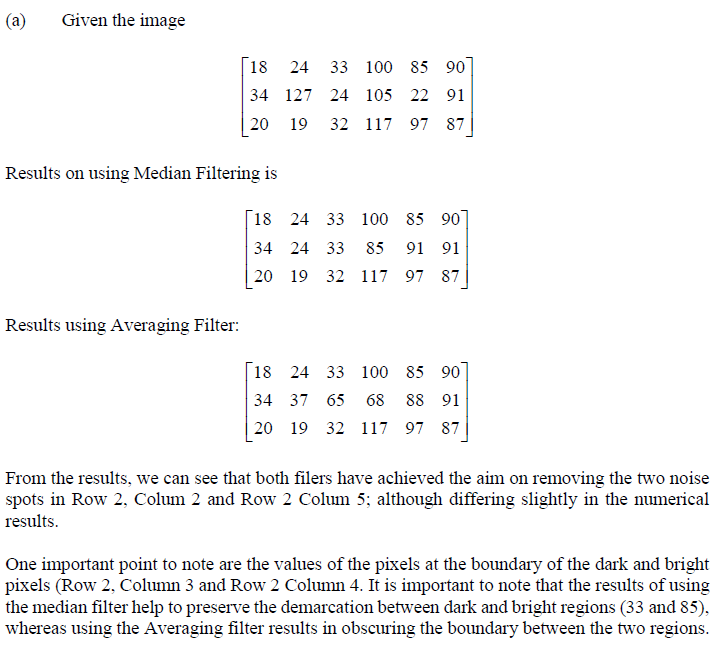 (a) Given the image
18 24 33 100 85 90
34 127 24 105 22 91
20 19 32 117 97 87
Results on using Median Filtering is
18 24 33 100 85 90
34 24 33 85 91 91
20 19 32 117 97 87
Results using Averaging Filter:
18 24 33 100 85 90
34 37 65 68 88 91
20 19 32 117 97 87
From the results, we can see that both filers have achieved the aim on removing the two noise
spots in Row 2, Colum 2 and Row 2 Colum 5; although differing slightly in the numerical
results.
One important point to note are the values of the pixels at the boundary of the dark and bright
pixels (Row 2, Column 3 and Row 2 Column 4. It is important to note that the results of using
the median filter help to preserve the demarcation between dark and bright regions (33 and 85),
whereas using the Averaging filter results in obscuring the boundary between the two regions.